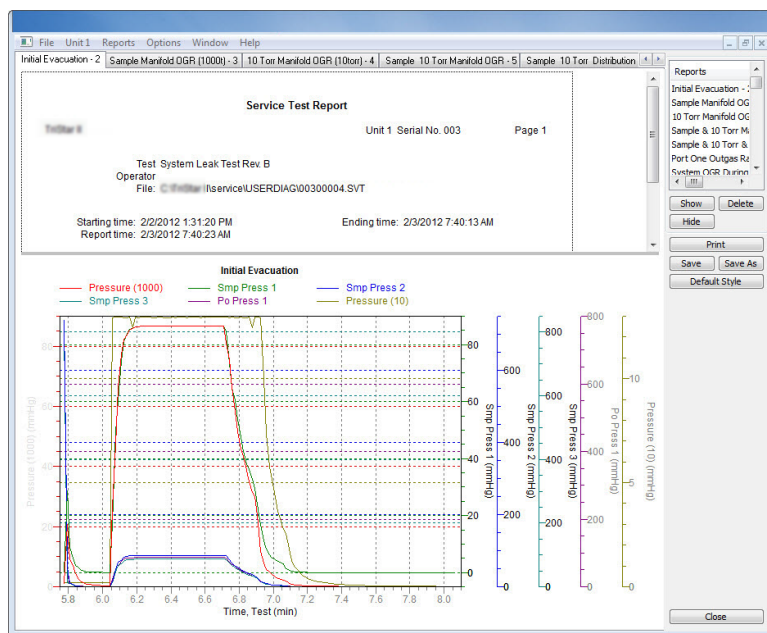 File Unit 1 Reports Options Window Help
Initial Evacuation - 2 Sample Manifold OGR (1000t) - 3 10 Torr Manifold OGR (10torr) - 4 Sample 10 Torr Manifold OGR - 5 Sample 10 Torr Distribution
Service Test Report
TriStar II Unit 1 Serial No. 003 Page 1
Test System Leak Test Rev. B
Operator
File: C:\TriStar II\service\USERDIAG\00300004.SVT
Starting time: 2/2/2012 1:31:20 PM Ending time: 2/3/2012 7:40:13 AM
Report time: 2/3/2012 7:40:23 AM
Reports
Initial Evacuation - 2
Sample Manifold OG
10 Torr Manifold OG
Sample & 10 Torr M
Sample & 10 Torr &
Port One Outgas Ra
System OGR During
Show Delete
Hide
Print
Save Save As
Default Style
Close
Initial Evacuation
Pressure (1000) Smp Press 1 Smp Press 2
Smp Press 3 Po Press 1 Pressure (10)
Pressure (1000) (mmHg)
80
60
40
20
0
Smp Press 1 (mmHg)
80
60
40
20
0
Smp Press 2 (mmHg)
600
400
200
0
Smp Press 3 (mmHg)
800
600
400
200
0
Po Press 1 (mmHg)
800
600
400
200
0
Pressure (10) (mmHg)
10
5
0
5.8 6.0 6.2 6.4 6.6 6.8 7.0 7.2 7.4 7.6 7.8 8.0
Time, Test (min)